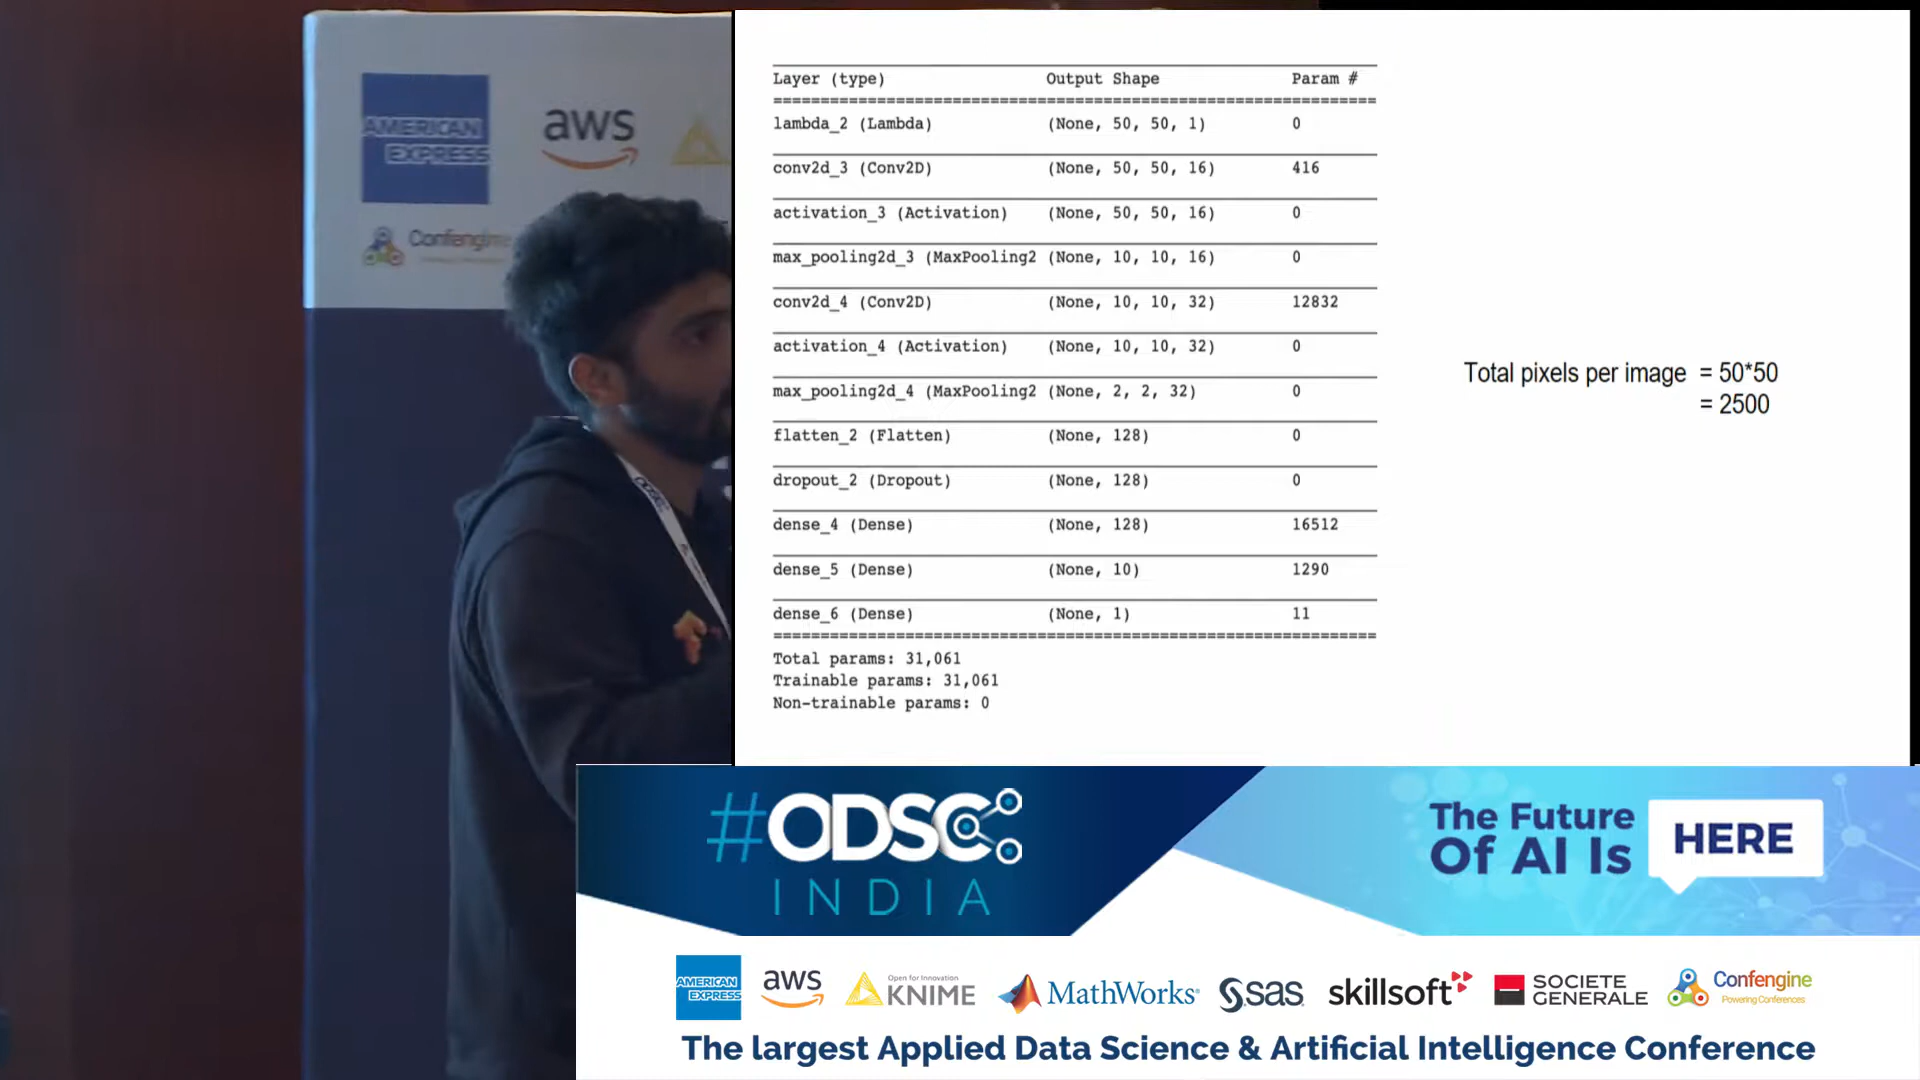 AMERICAN
EXPRESS
aws
Confengine
ODSC
Layer (type) Output Shape Param #
=================================================================
lambda_2 (Lambda) (None, 50, 50, 1) 0
conv2d_3 (Conv2D) (None, 50, 50, 16) 416
activation_3 (Activation) (None, 50, 50, 16) 0
max_pooling2d_3 (MaxPooling2 (None, 10, 10, 16) 0
conv2d_4 (Conv2D) (None, 10, 10, 32) 12832
activation_4 (Activation) (None, 10, 10, 32) 0
max_pooling2d_4 (MaxPooling2 (None, 2, 2, 32) 0
flatten_2 (Flatten) (None, 128) 0
dropout_2 (Dropout) (None, 128) 0
dense_4 (Dense) (None, 128) 16512
dense_5 (Dense) (None, 10) 1290
dense_6 (Dense) (None, 1) 11
=================================================================
Total params: 31,061
Trainable params: 31,061
Non-trainable params: 0
Total pixels per image = 50*50
= 2500
#ODSC
INDIA
The Future
Of AI Is
HERE
AMERICAN
EXPRESS
aws
Open for Innovation
KNIME
MathWorks
SSAS
skillsoft
SOCIETE
GENERALE
Confengine
Powering Conferences
The largest Applied Data Science & Artificial Intelligence Conference